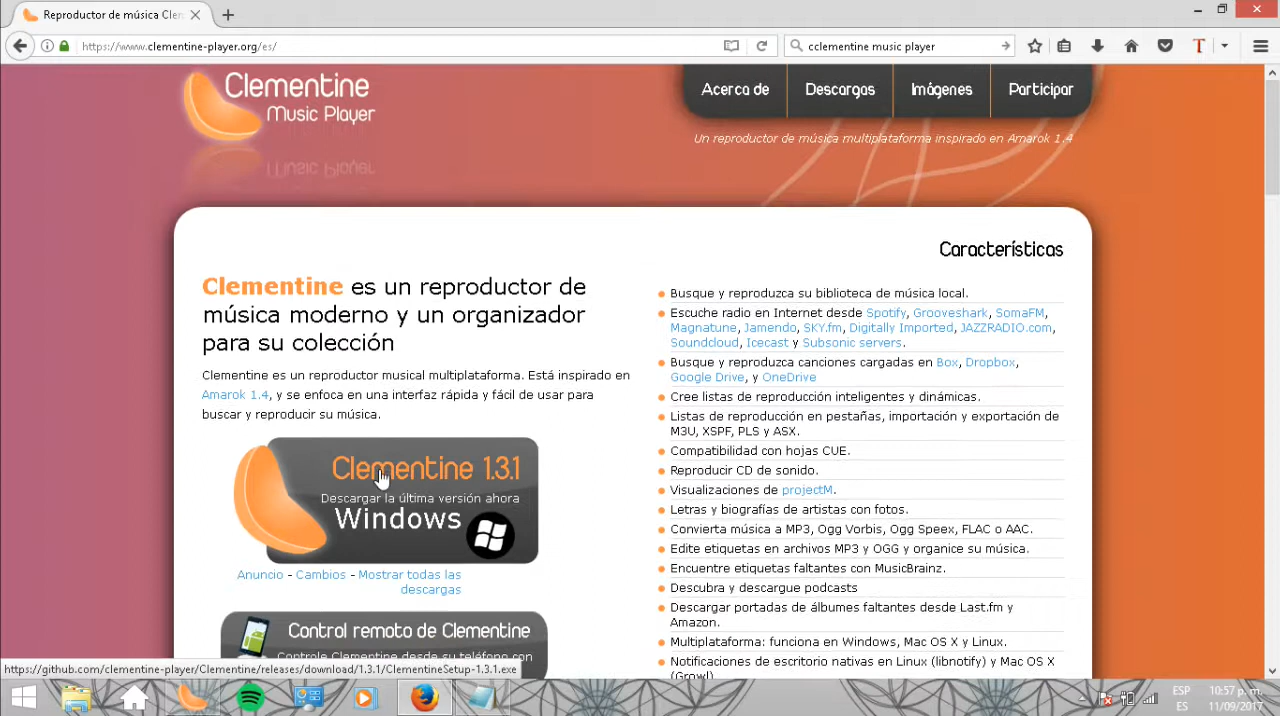 Reproductor de música Clem
https://www.clementine-player.org/es/
cclementine music player
Clementine
Music Player
Acerca de
Descargas
Imágenes
Participar
Un reproductor de música multiplataforma inspirado en Amarok 1.4
Clementine es un reproductor de
música moderno y un organizador
para su colección
Clementine es un reproductor musical multiplataforma. Está inspirado en
Amarok 1.4, y se enfoca en una interfaz rápida y fácil de usar para
buscar y reproducir su música.
Clementine 1.3.1
Descargar la última versión ahora
Windows
Anuncio - Cambios - Mostrar todas las
descargas
Control remoto de Clementine
Controle Clementine desde su teléfono con
Características
Busque y reproduzca su biblioteca de música local.
Escuche radio en Internet desde Spotify, Grooveshark, SomaFM,
Magnatune, Jamendo, SKY.fm, Digitally Imported, JAZZRADIO.com,
Soundcloud, Icecast y Subsonic servers.
Busque y reproduzca canciones cargadas en Box, Dropbox,
Google Drive, y OneDrive
Cree listas de reproducción inteligentes y dinámicas.
Listas de reproducción en pestañas, importación y exportación de
M3U, XSPF, PLS y ASX.
Compatibilidad con hojas CUE.
Reproducir CD de sonido.
Visualizaciones de projectM.
Letras y biografías de artistas con fotos.
Convierta música a MP3, Ogg Vorbis, Ogg Speex, FLAC o AAC.
Edite etiquetas en archivos MP3 y OGG y organice su música.
Encuentre etiquetas faltantes con MusicBrainz.
Descubra y descargue podcasts
Descargar portadas de álbumes faltantes desde Last.fm y
Amazon.
Multiplataforma: funciona en Windows, Mac OS X y Linux.
Notificaciones de escritorio nativas en Linux (libnotify) y Mac OS X
(Growl).
https://github.com/clementine-player/Clementine/releases/download/1.3.1/ClementineSetup-1.3.1.exe
ESP
ES
10:57 p. m.
11/09/2017